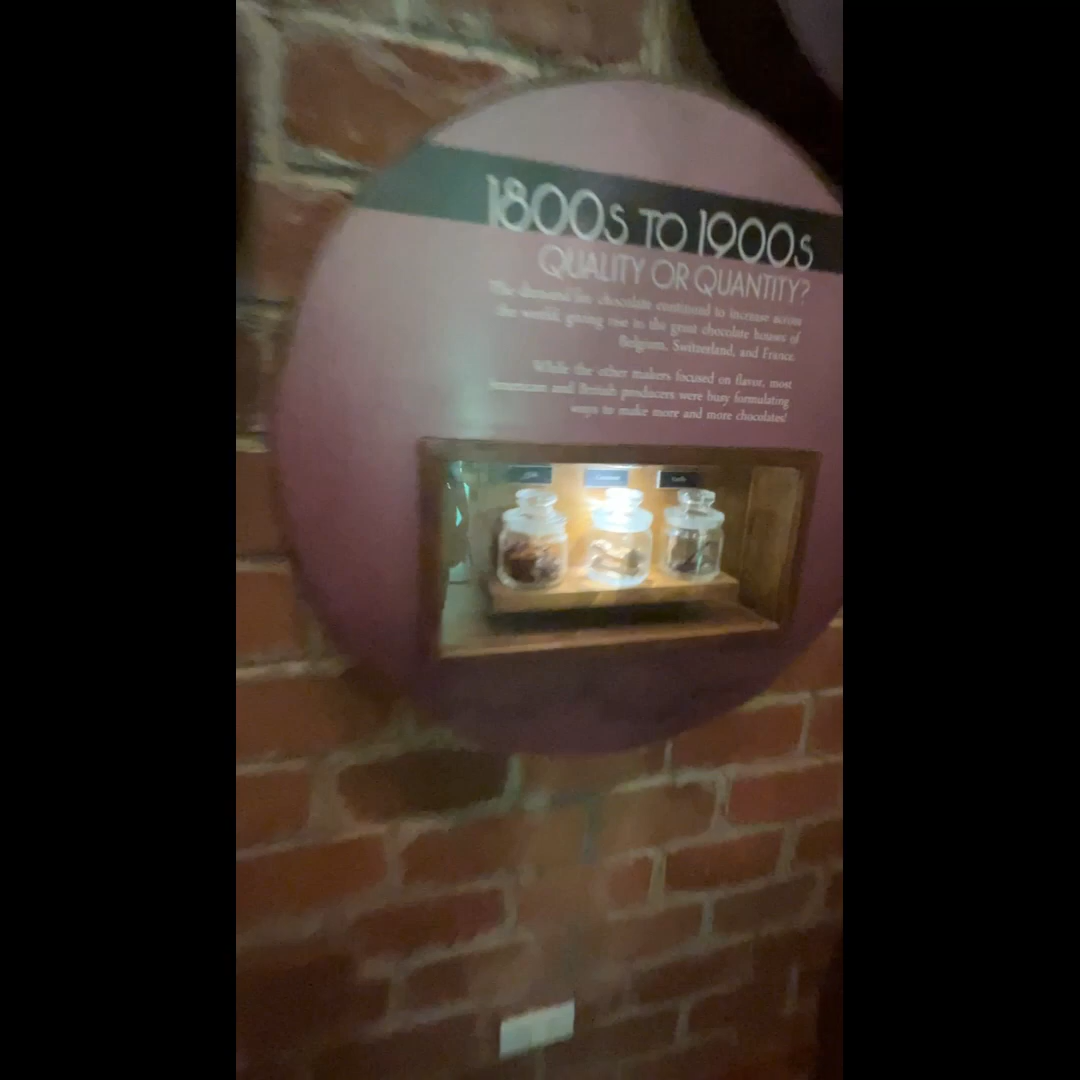 1800s TO 1900s
QUALITY OR QUANTITY?
The demand for chocolate continued to increase across
the world, giving rise to the great chocolate houses of
Belgium, Switzerland, and France.
While the other makers focused on flavor, most
and British producers were busy formulating
ways to make more and more chocolates!
Vanilla